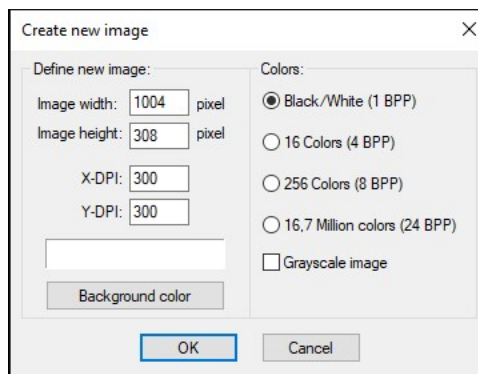 Create new image
Define new image:
Image width: 1004 pixel
Image height: 308 pixel
X-DPI: 300
Y-DPI: 300
Background color
Colors:
Black/White (1 BPP)
16 Colors (4 BPP)
256 Colors (8 BPP)
16,7 Million colors (24 BPP)
Grayscale image
OK
Cancel